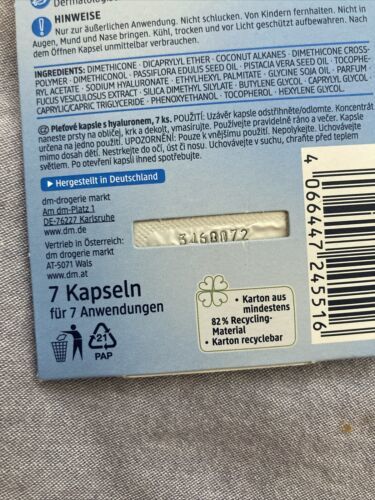 Dermatologisc
HINWEISE
Nur zur äußerlichen Anwendung. Nicht schlucken. Von Kindern fernhalten. Nicht in
Augen, Mund und Nase bringen. Kühl, trocken und vor Licht geschützt aufbewahren. Nach
dem Öffnen Kapsel unmittelbar verbrauchen.
INGREDIENTS: DIMETHICONE · DICAPRYLYL ETHER · COCONUT ALKANES · DIMETHICONE CROSS-
POLYMER · DIMETHICONOL · PASSIFLORA EDULIS SEED OIL · PISTACIA VERA SEED OIL · TOCOPHE-
RYL ACETATE · SODIUM HYALURONATE · ETHYLHEXYL PALMITATE · GLYCINE SOJA OIL · PARFUM ·
FUCUS VESICULOSUS EXTRACT · SILICA DIMETHYL SILYLATE · BUTYLENE GLYCOL · CAPRYLYL GLYCOL ·
CAPRYLIC/CAPRIC TRIGLYCERIDE · PHENOXYETHANOL · TOCOPHEROL · HEXYLENE GLYCOL.
Pleťové kapsle s hyaluronem, 7 ks. POUŽITÍ: Uzávěr kapsle odstřihněte/odlomte. Koncentrát
naneste prsty na obličej, krk a dekolt, vmasírujte. Používejte pravidelně ráno a večer. Kapsle
určena na jedno použití. UPOZORNĚNÍ: Pouze k vnějšímu použití. Nepolykejte. Uchovávejte
mimo dosah dětí. Nestrkejte do očí, úst či nosu. Uchovávejte v suchu, chraňte před teplem
světlem. Po otevření kapsli ihned spotřebujte.
Hergestellt in Deutschland
dm-drogerie markt
Am dm-Platz 1
DE-76227 Karlsruhe
www.dm.de
Vertrieb in Österreich:
dm drogerie markt
AT-5071 Wals
www.dm.at
3460072
7 Kapseln
für 7 Anwendungen
21
PAP
• Karton aus
mindestens
82 % Recycling-
Material
• Karton recyclebar
4 066447 245516